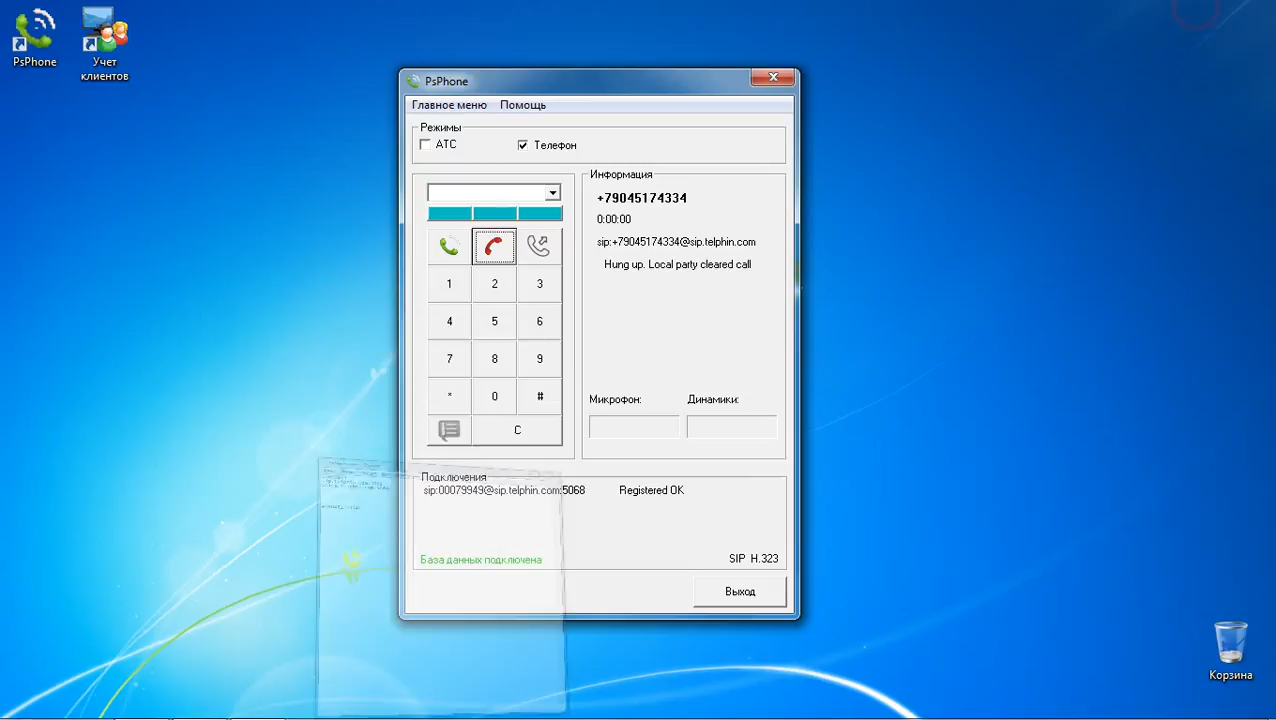 PsPhone
Учет
клиентов
PsPhone
Главное меню Помощь
Режимы
АТС
Телефон
Информация
+79045174334
0:00:00
sip:+79045174334@sip.telphin.com
Hung up. Local party cleared call
1 2 3
4 5 6
7 8 9
* 0 #
C
Микрофон: Динамики:
Подключения
sip:00079949@sip.telphin.com:5068 Registered OK
База данных подключена
SIP H.323
Выход
Корзина